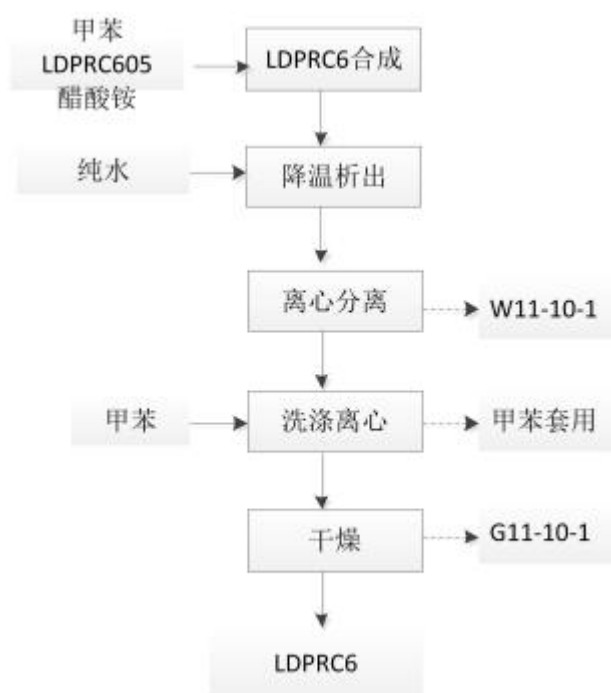 甲苯
LDPRC605
醋酸铵
LDPRC6合成
纯水
降温析出
离心分离
W11-10-1
甲苯
洗涤离心
甲苯套用
干燥
G11-10-1
LDPRC6